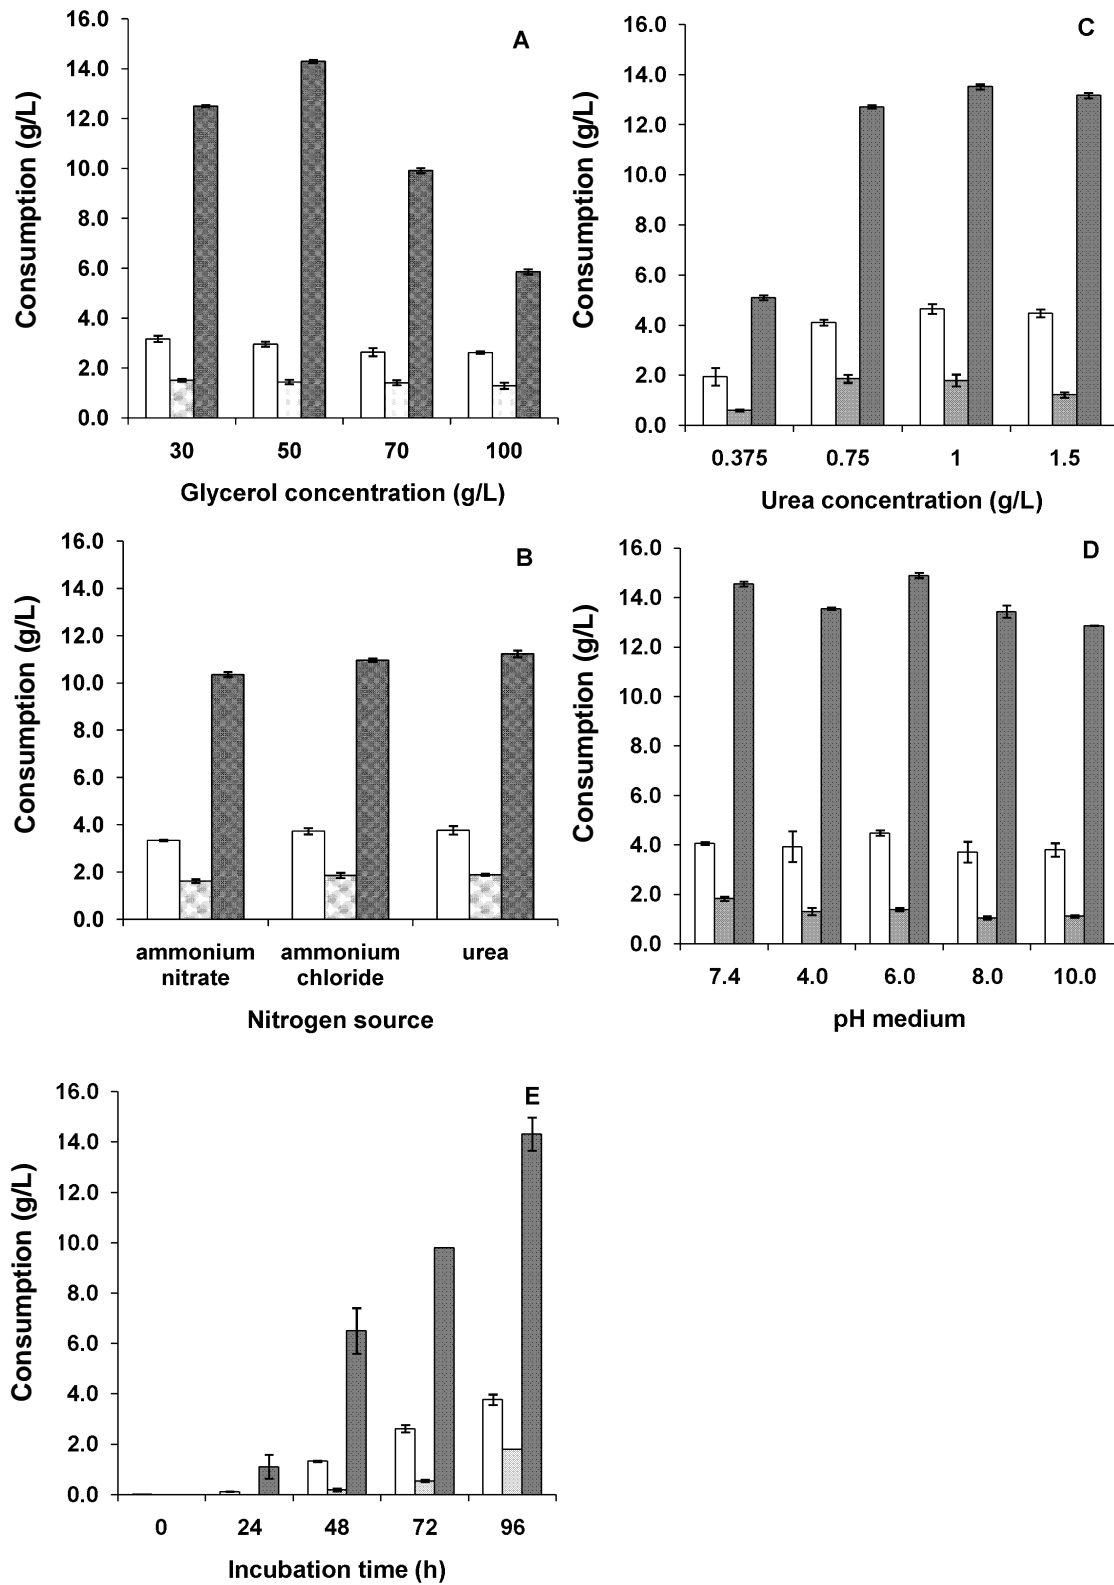 A
Consumption (g/L)
16.0
14.0
12.0
10.0
8.0
6.0
4.0
2.0
0.0
30 50 70 100
Glycerol concentration (g/L)
C
Consumption (g/L)
16.0
14.0
12.0
10.0
8.0
6.0
4.0
2.0
0.0
0.375 0.75 1 1.5
Urea concentration (g/L)
B
Consumption (g/L)
16.0
14.0
12.0
10.0
8.0
6.0
4.0
2.0
0.0
ammonium nitrate ammonium chloride urea
Nitrogen source
D
Consumption (g/L)
16.0
14.0
12.0
10.0
8.0
6.0
4.0
2.0
0.0
7.4 4.0 6.0 8.0 10.0
pH medium
E
Consumption (g/L)
16.0
14.0
12.0
10.0
8.0
6.0
4.0
2.0
0.0
0 24 48 72 96
Incubation time (h)